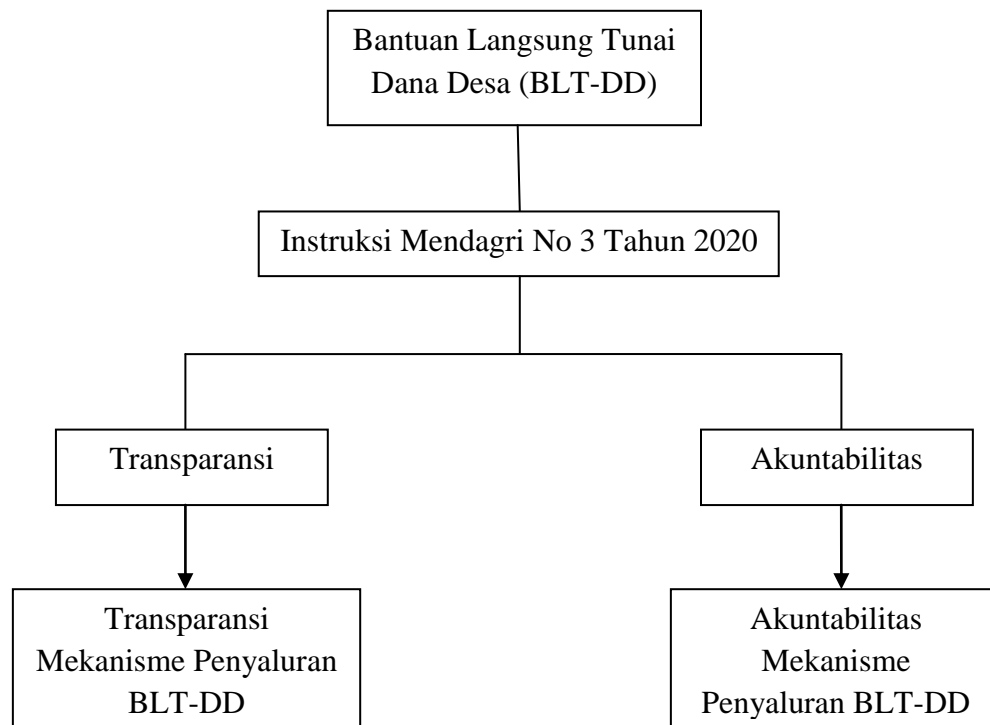 Bantuan Langsung Tunai
Dana Desa (BLT-DD)
Instruksi Mendagri No 3 Tahun 2020
Transparansi
Akuntabilitas
Transparansi
Mekanisme Penyaluran
BLT-DD
Akuntabilitas
Mekanisme
Penyaluran BLT-DD